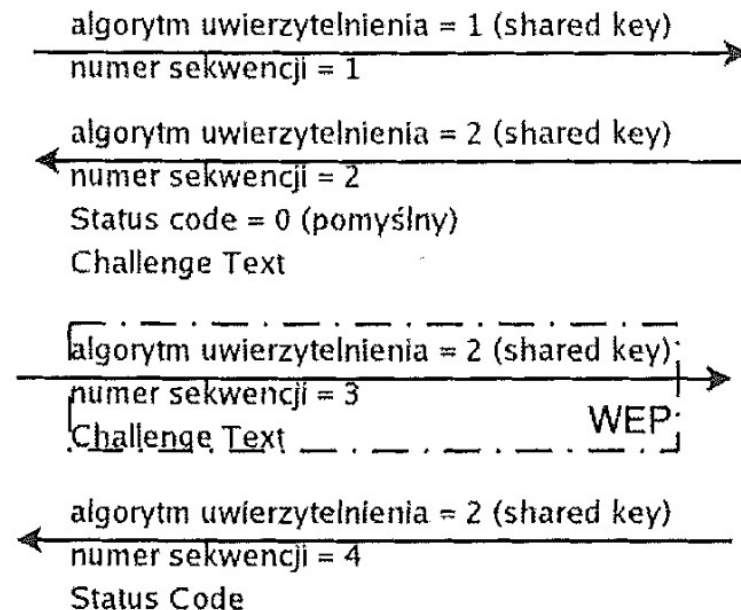 algorytm uwierzytelnienia = 1 (shared key)
numer sekwencji = 1
algorytm uwierzytelnienia = 2 (shared key)
numer sekwencji = 2
Status code = 0 (pomyślny)
Challenge Text
algorytm uwierzytelnienia = 2 (shared key)
numer sekwencji = 3
Challenge Text
WEP
algorytm uwierzytelnienia = 2 (shared key)
numer sekwencji = 4
Status Code